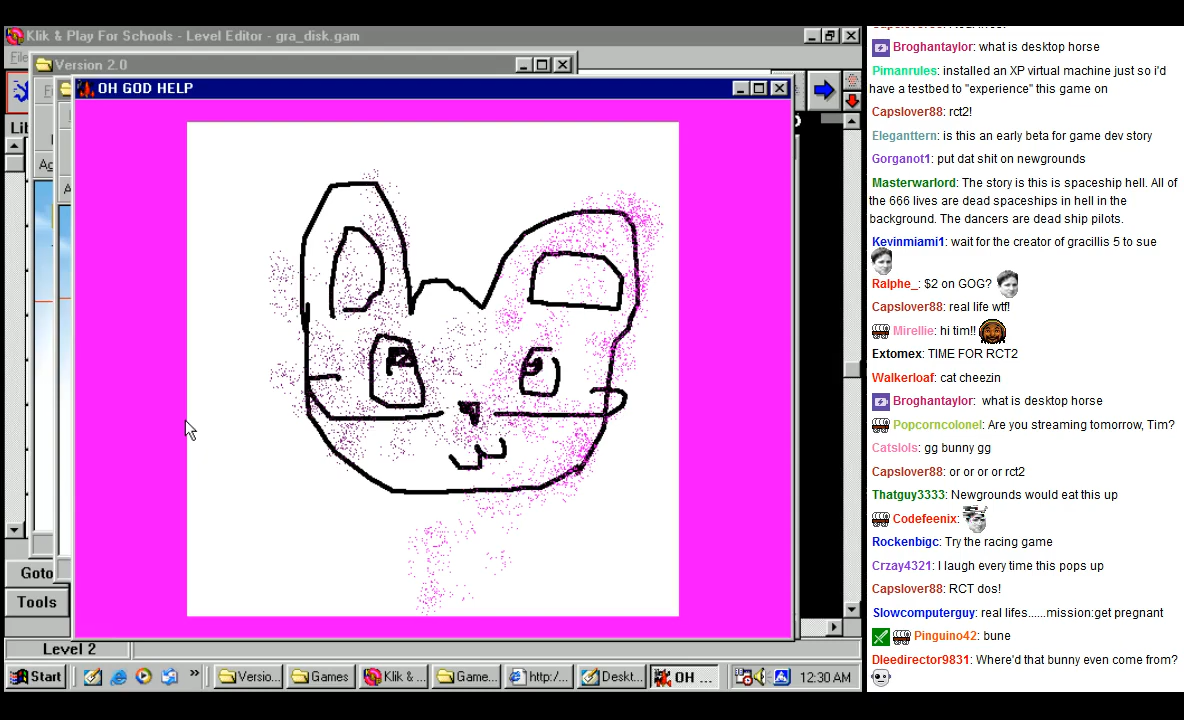 Klik & Play For Schools - Level Editor - gra_disk.gam
Version 2.0
OH GOD HELP
Goto
Tools
Level 2
Start
Versio...
Games
Klik & ...
Game...
http:/...
Deskt...
OH ...
12:30 AM
Broghantaylor: what is desktop horse
Pimanrules: installed an XP virtual machine just so i'd
have a testbed to "experience" this game on
Capslover88: rct2!
Eleganttern: is this an early beta for game dev story
Gorganot1: put dat shit on newgrounds
Masterwarlord: The story is this is spaceship hell. All of
the 666 lives are dead spaceships in hell in the
background. The dancers are dead ship pilots.
Kevinmiami1: wait for the creator of gracillis 5 to sue
Ralphe_: $2 on GOG?
Capslover88: real life wtf!
Mirellie: hi tim!!
Extomex: TIME FOR RCT2
Walkerloaf: cat cheezin
Broghantaylor: what is desktop horse
Popcorncolonel: Are you streaming tomorrow, Tim?
Catslols: gg bunny gg
Capslover88: or or or or rct2
Thatguy3333: Newgrounds would eat this up
Codefeenix:
Rockenbigc: Try the racing game
Crzay4321: I laugh every time this pops up
Capslover88: RCT dos!
Slowcomputerguy: real lifes......mission:get pregnant
Pinguino42: bune
Dleedirector9831: Where'd that bunny even come from?